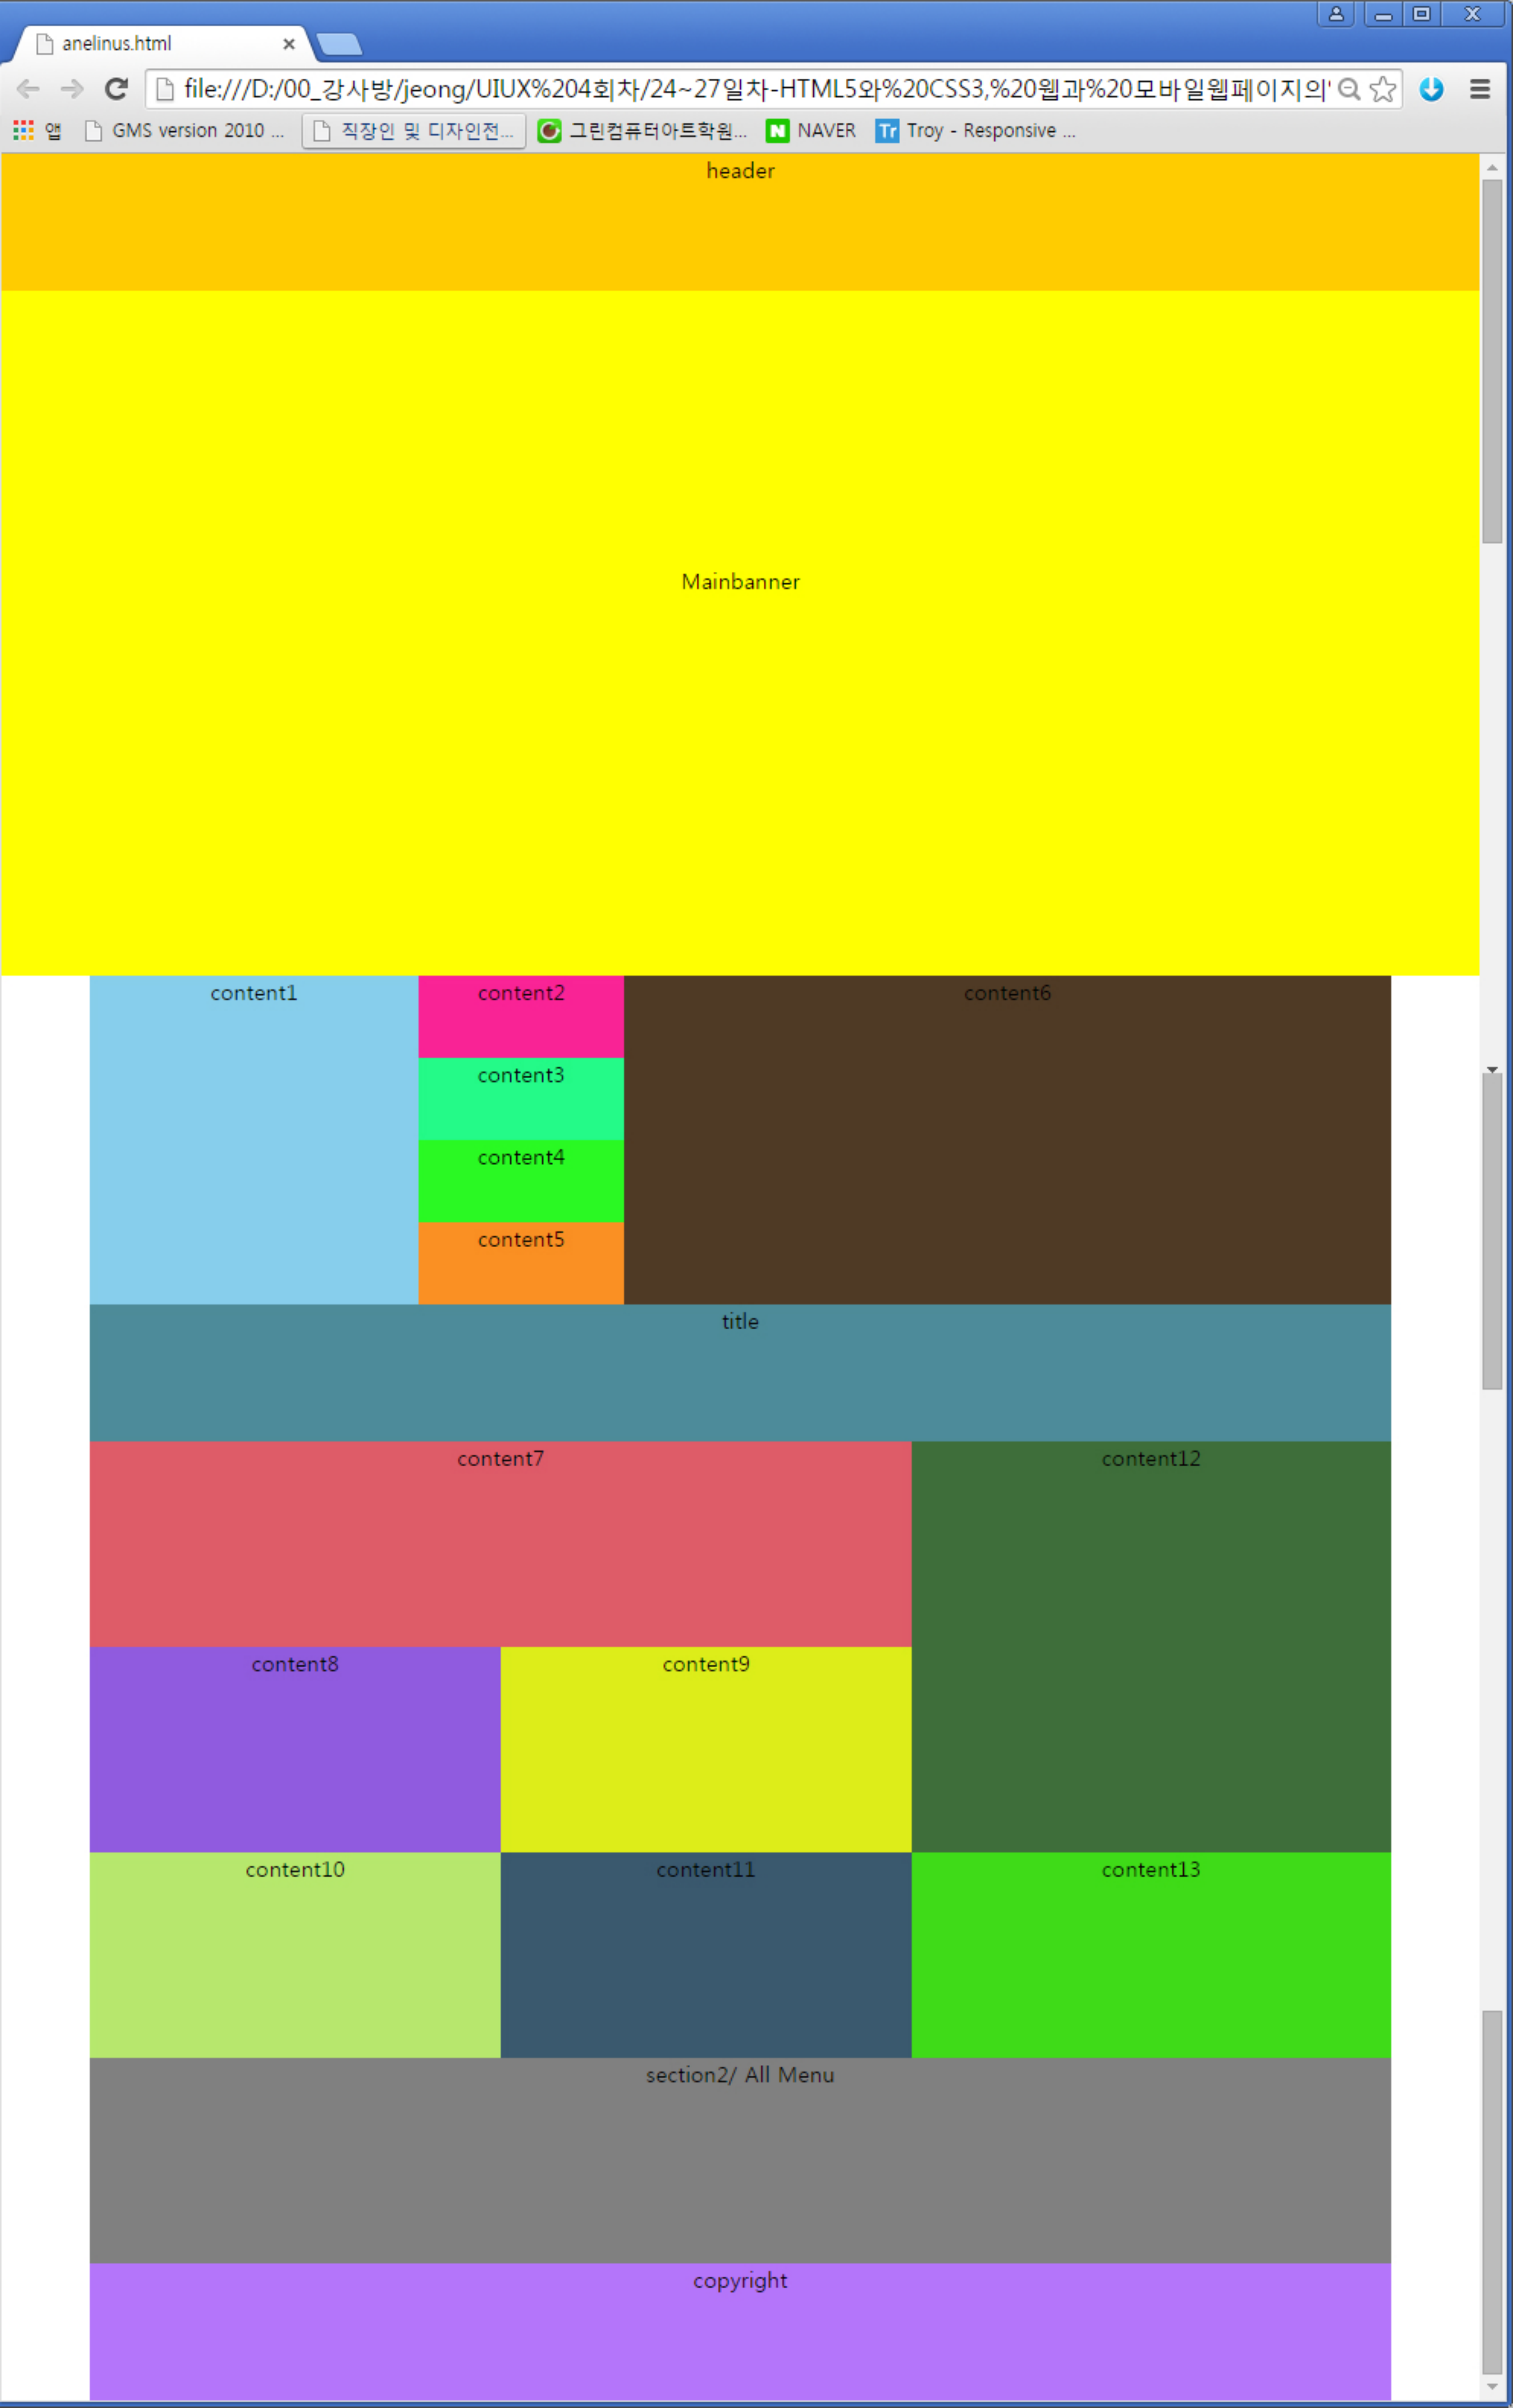 anelinus.html
file:///D:/00_강사방/jeong/UIUX%204회차/24~27일차-HTML5와%20CSS3,%20웹과%20모바일웹페이지의
앱 GMS version 2010 ... 직장인 및 디자인전... 그린컴퓨터아트학원... N NAVER Tr Troy - Responsive ...
header
Mainbanner
content1
content2
content6
content3
content4
content5
title
content7
content12
content8
content9
content10
content11
content13
section2/ All Menu
copyright